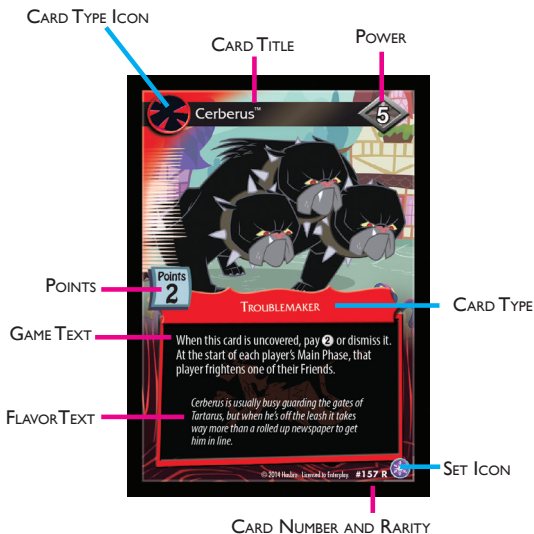 Card Type Icon
Card Title
Power
Cerberus™
5
Points
2
Points
Troublemaker
Card Type
Game Text
When this card is uncovered, pay 2 or dismiss it.
At the start of each player's Main Phase, that
player frightens one of their Friends.
Flavor Text
Cerberus is usually busy guarding the gates of
Tartarus, but when he's off the leash it takes
way more than a rolled up newspaper to get
him in line.
Set Icon
© 2014 Hasbro. Licensed to Enterplay. #157 R
Card Number and Rarity